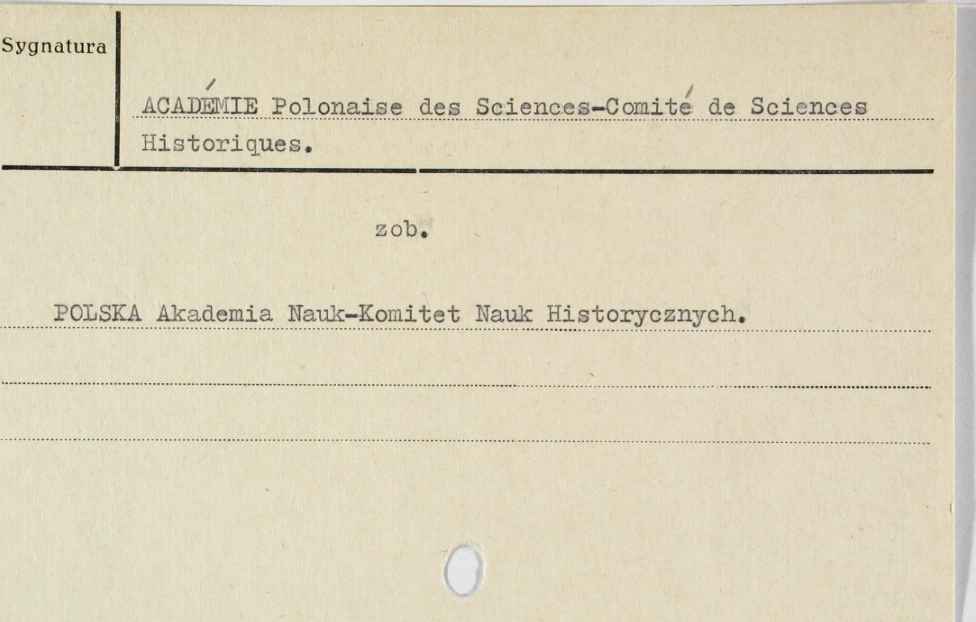 Sygnatura
ACADÉMIE Polonaise des Sciences-Comité de Sciences
Historiques.
zob.
POLSKA Akademia Nauk-Komitet Nauk Historycznych.